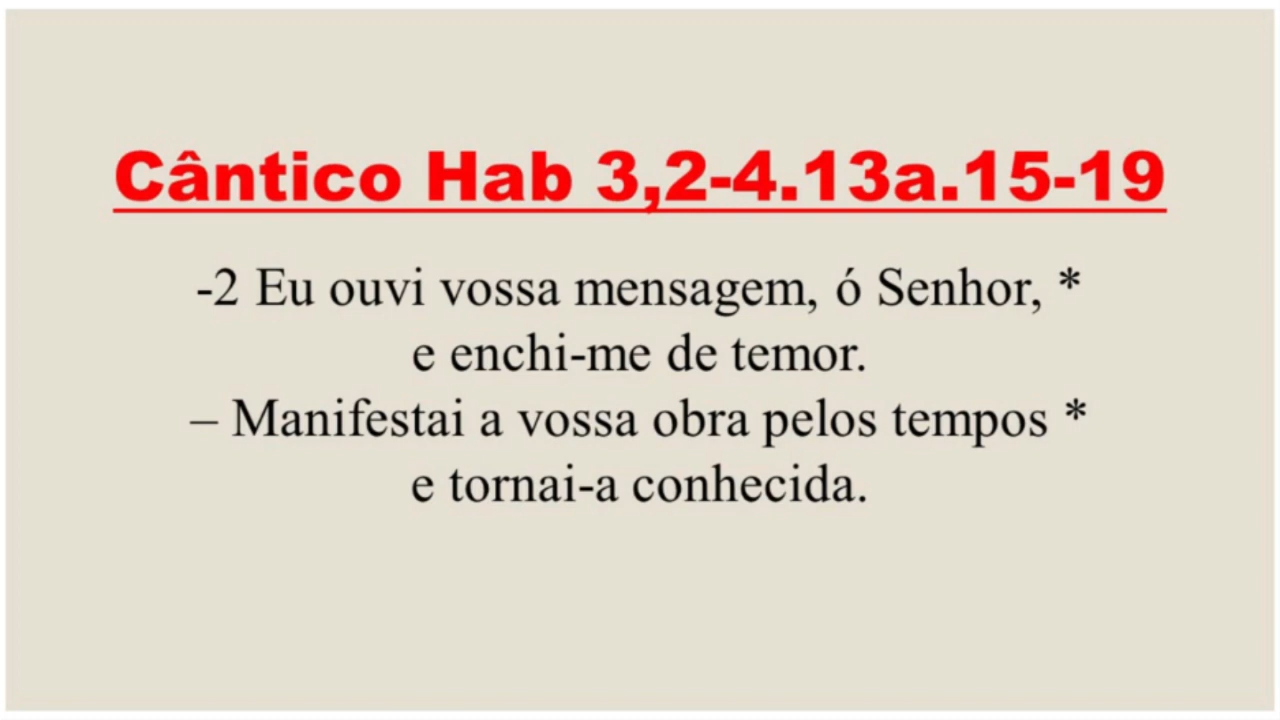 Cântico Hab 3,2-4.13a.15-19
-2 Eu ouvi vossa mensagem, ó Senhor, *
e enchi-me de temor.
– Manifestai a vossa obra pelos tempos *
e tornai-a conhecida.